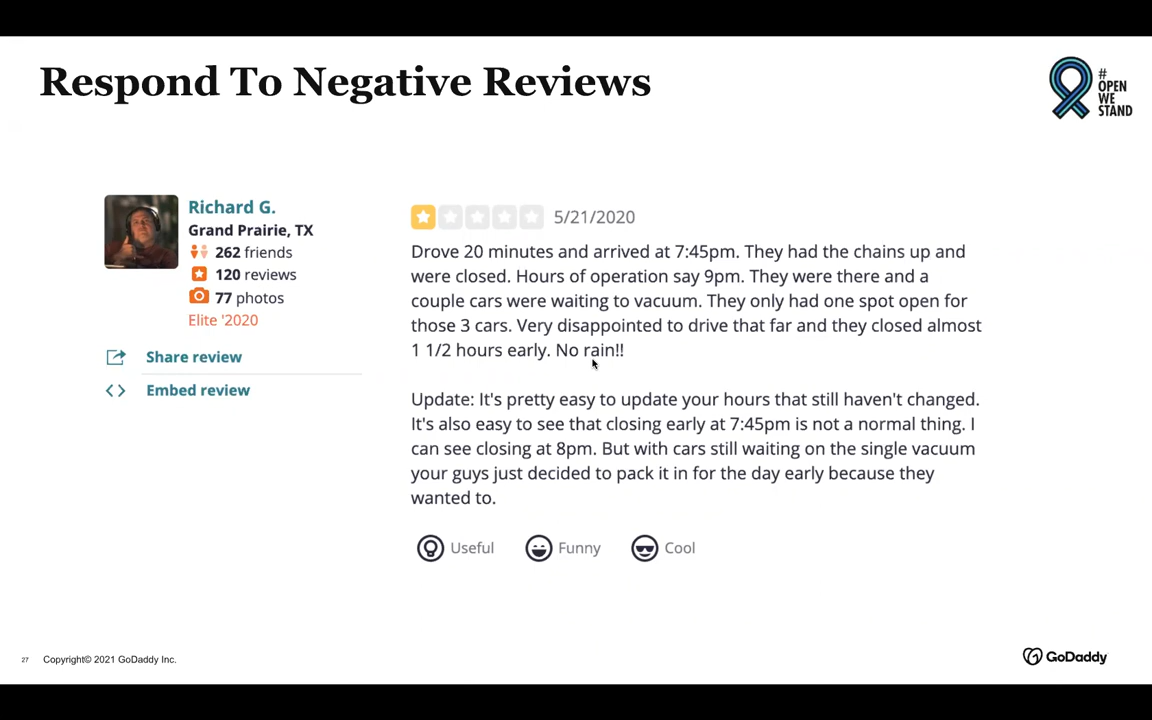 Respond To Negative Reviews
#
OPEN
WE
STAND
Richard G.
Grand Prairie, TX
262 friends
120 reviews
77 photos
Elite '2020
Share review
Embed review
5/21/2020
Drove 20 minutes and arrived at 7:45pm. They had the chains up and
were closed. Hours of operation say 9pm. They were there and a
couple cars were waiting to vacuum. They only had one spot open for
those 3 cars. Very disappointed to drive that far and they closed almost
1 1/2 hours early. No rain!!
Update: It's pretty easy to update your hours that still haven't changed.
It's also easy to see that closing early at 7:45pm is not a normal thing. I
can see closing at 8pm. But with cars still waiting on the single vacuum
your guys just decided to pack it in for the day early because they
wanted to.
Useful
Funny
Cool
27
Copyright© 2021 GoDaddy Inc.
GoDaddy